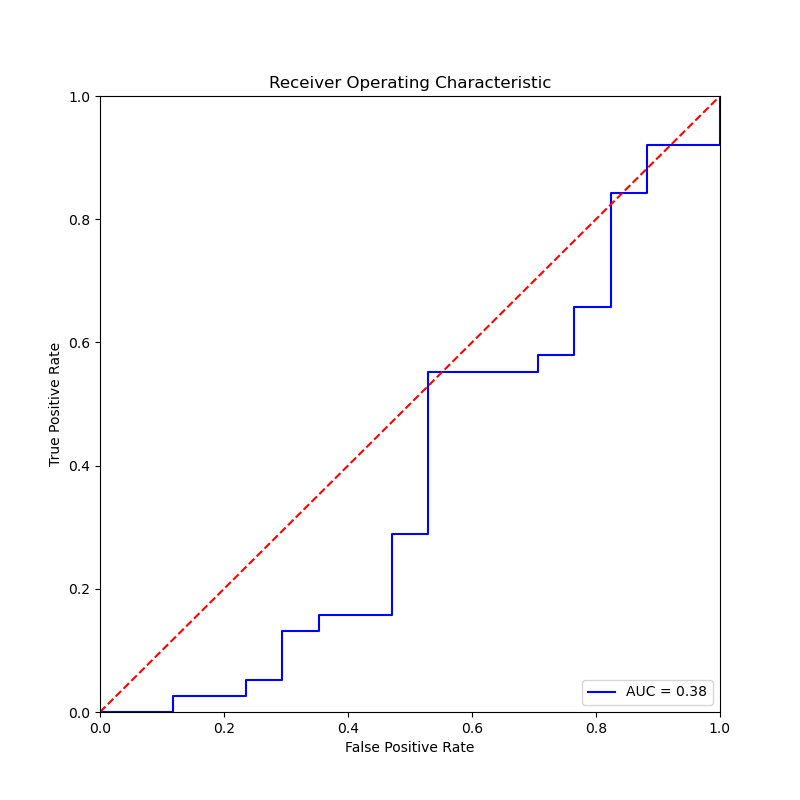 Receiver Operating Characteristic
1.0
0.8
0.6
0.4
0.2
0.0
True Positive Rate
AUC = 0.38
0.0 0.2 0.4 0.6 0.8 1.0
False Positive Rate